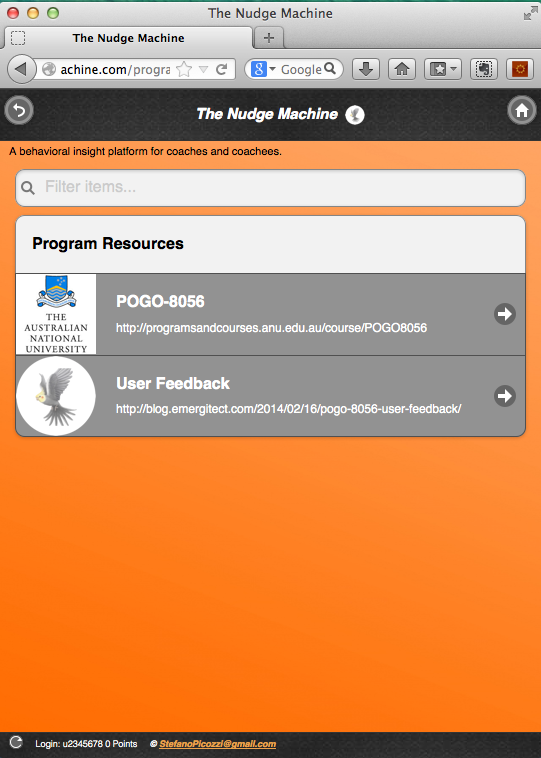 The Nudge Machine
The Nudge Machine
achine.com/progra
Google
The Nudge Machine
A behavioral insight platform for coaches and coachees.
Filter items...
Program Resources
THE
AUSTRALIAN
NATIONAL
UNIVERSITY
POGO-8056
http://programsandcourses.anu.edu.au/course/POGO8056
User Feedback
http://blog.emergitect.com/2014/02/16/pogo-8056-user-feedback/
Login: u2345678 0 Points © StefanoPicozzi@gmail.com